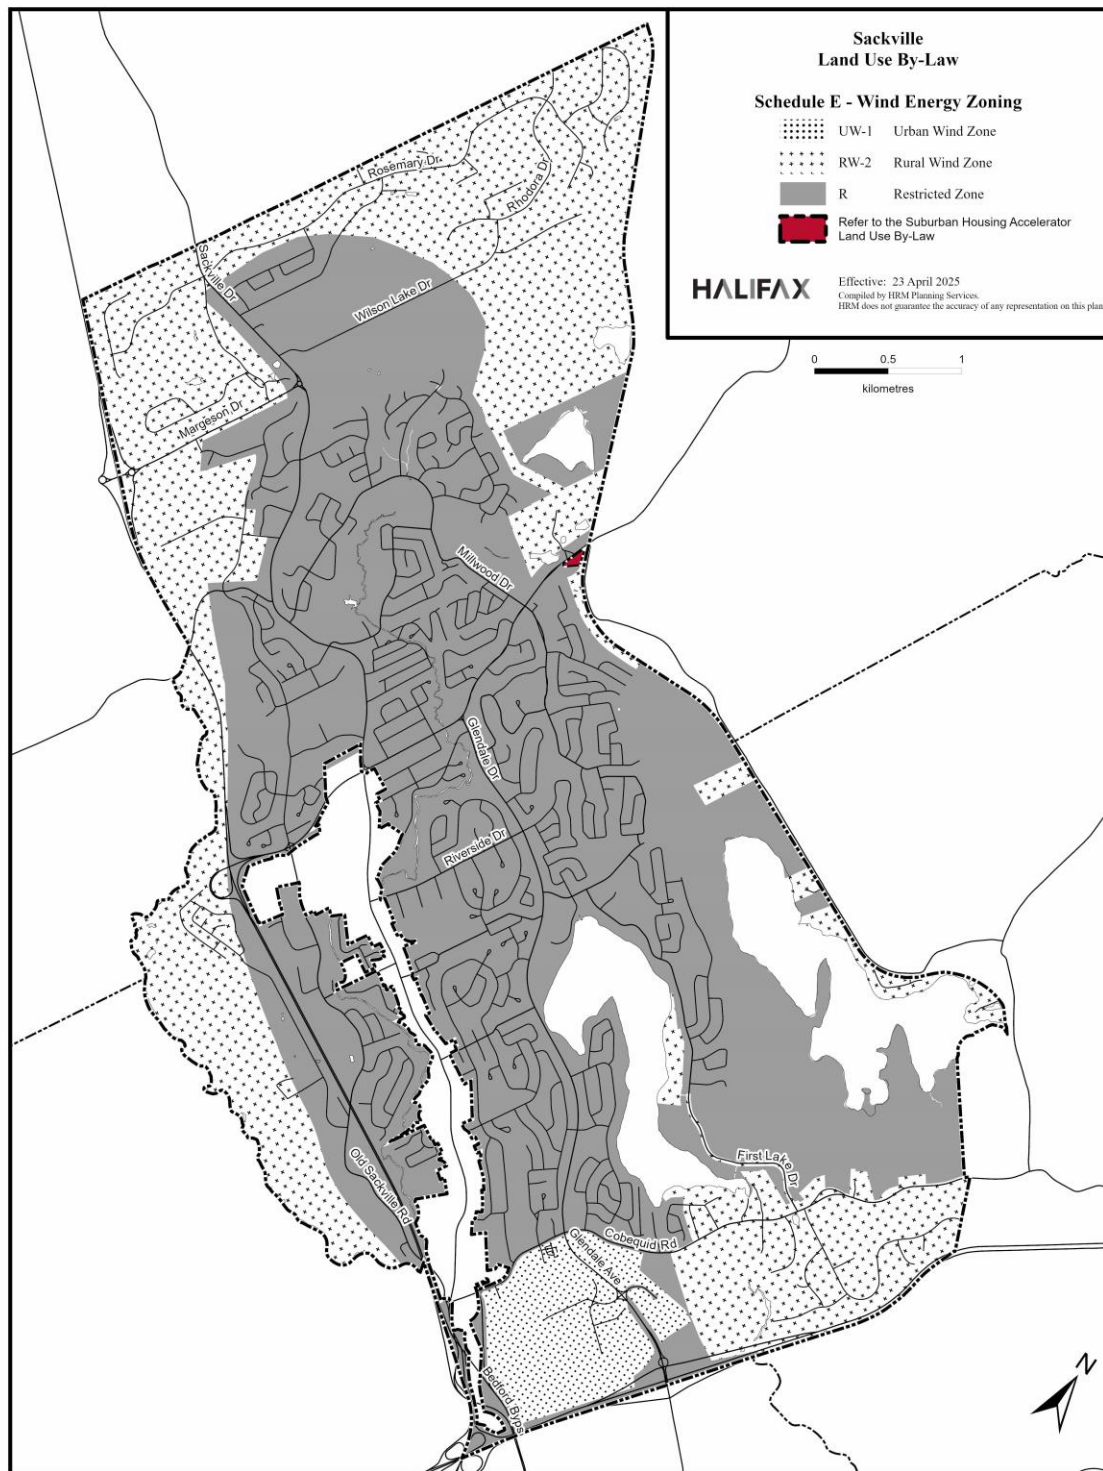 Sackville
Land Use By-Law
Schedule E - Wind Energy Zoning
UW-1 Urban Wind Zone
RW-2 Rural Wind Zone
R Restricted Zone
Refer to the Suburban Housing Accelerator
Land Use By-Law
HALIFAX
Effective: 23 April 2025
Compiled by HRM Planning Services.
HRM does not guarantee the accuracy of any representation on this plan
0 0.5 1
kilometres
Rosemary Dr
Rhodora Dr
Sackville Dr
Wilson Lake Dr
Margeson Dr
Millwood Dr
Glendale Dr
Riverside Dr
Old Sackville Rd
First Lake Dr
Cobequid Rd
Glendale Ave
Bedford Byps
N